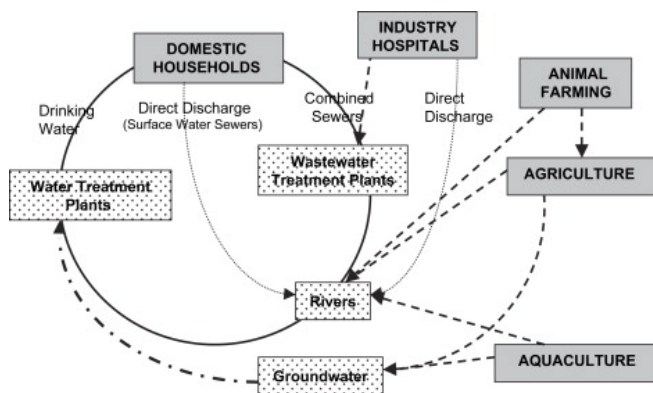 DOMESTIC
HOUSEHOLDS
INDUSTRY
HOSPITALS
ANIMAL
FARMING
Drinking
Water
Direct Discharge
(Surface Water Sewers)
Combined
Sewers
Direct
Discharge
Water Treatment
Plants
Wastewater
Treatment Plants
AGRICULTURE
Rivers
Groundwater
AQUACULTURE